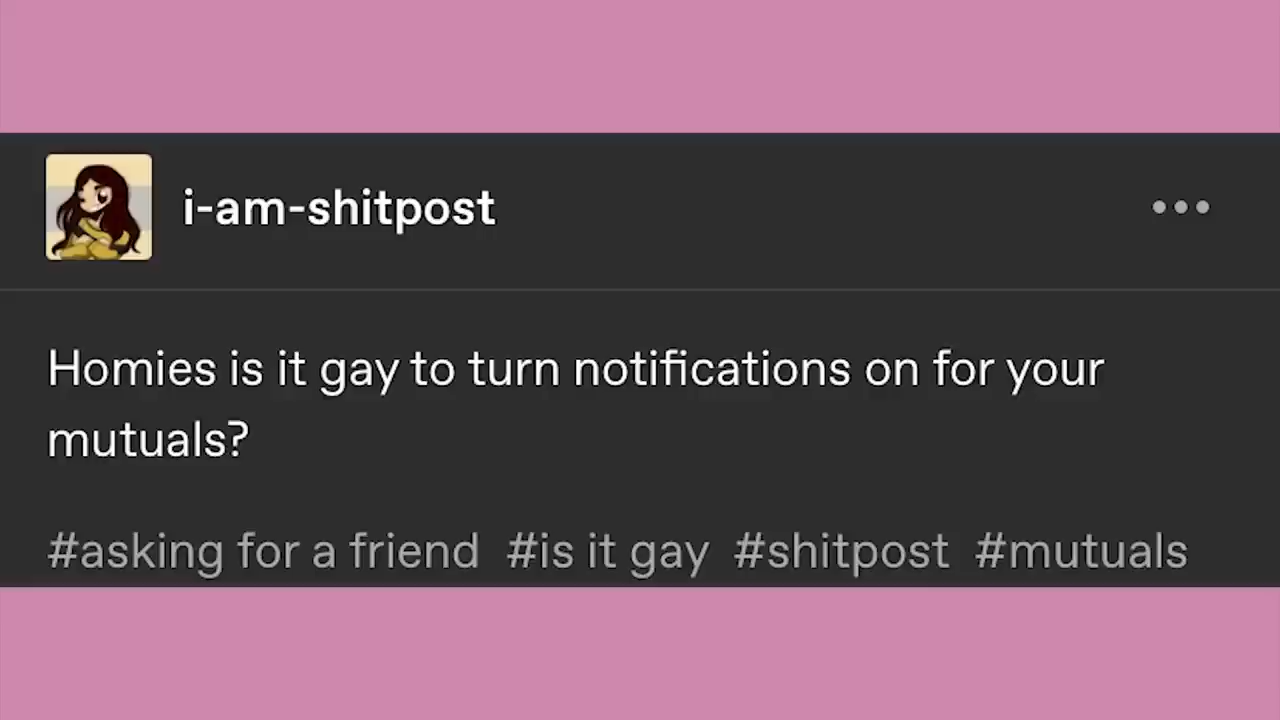 i-am-shitpost
Homies is it gay to turn notifications on for your
mutuals?
#asking for a friend #is it gay #shitpost #mutuals